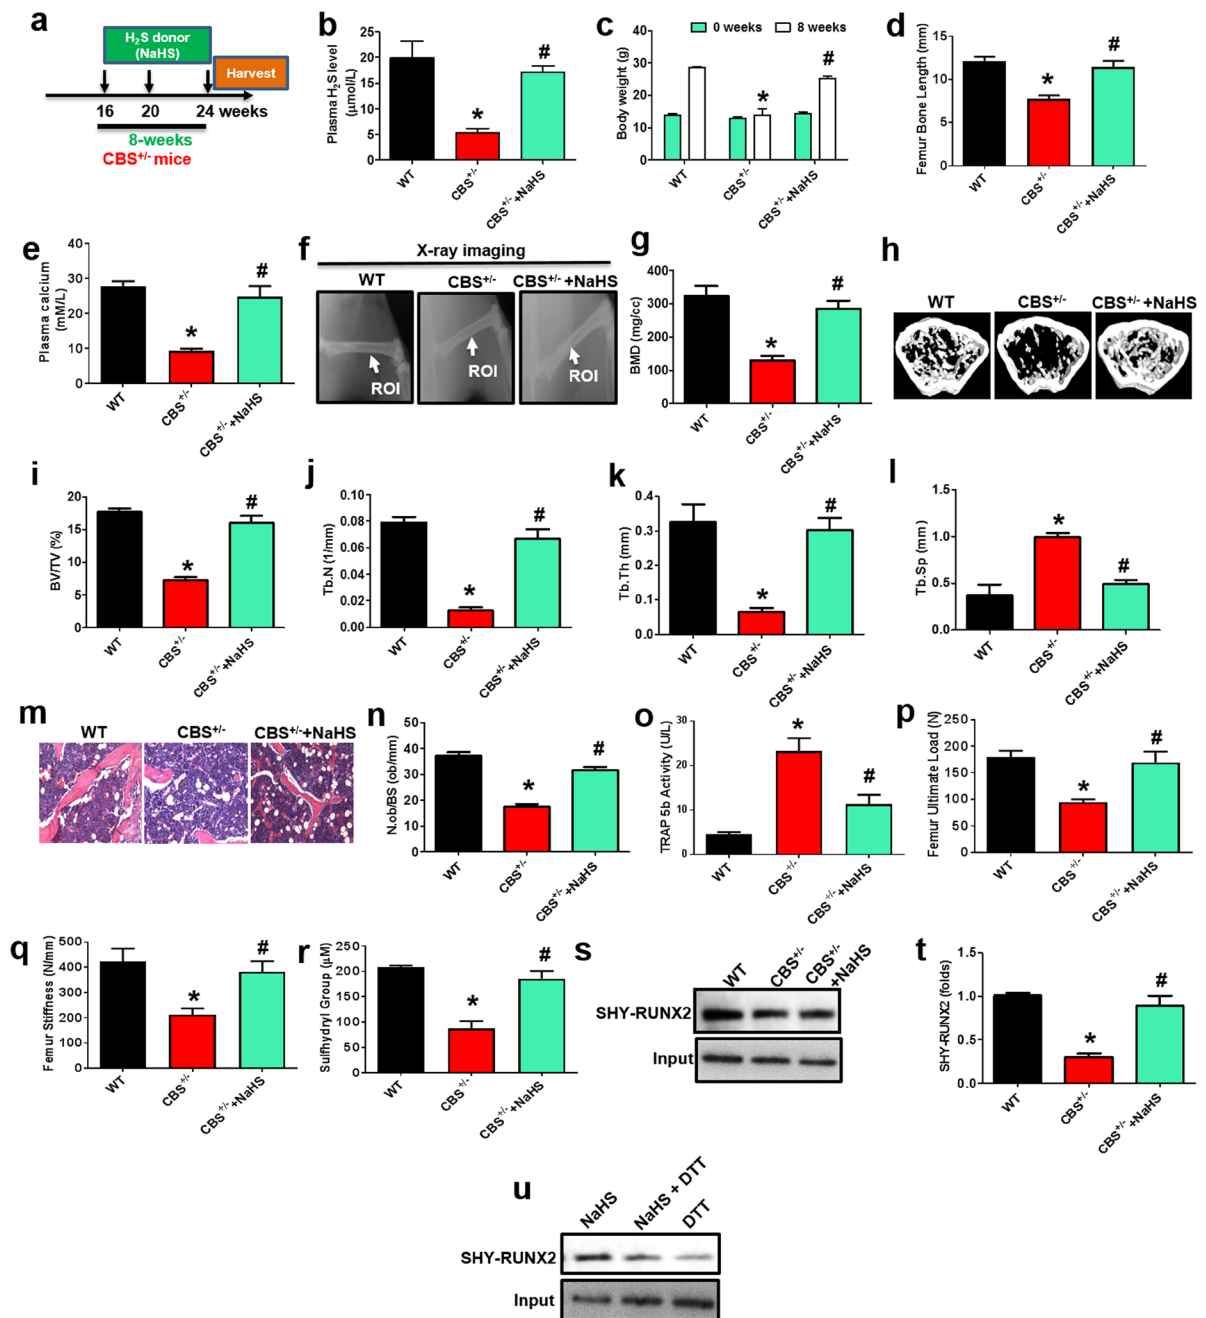 a
H₂S donor
(NaHS)
Harvest
16 20 24 weeks
8-weeks
CBS⁺/⁻ mice
b
Plasma H₂S level
(μmol/L)
25
20
15
10
5
0
*
#
WT
CBS⁺/⁻
CBS⁺/⁻+NaHS
c
0 weeks 8 weeks
Body weight (g)
40
30
20
10
0
*
#
WT
CBS⁺/⁻
CBS⁺/⁻+NaHS
d
Femur Bone Length (mm)
15
10
5
0
*
#
WT
CBS⁺/⁻
CBS⁺/⁻+NaHS
e
Plasma calcium
(mM/L)
40
30
20
10
0
*
#
WT
CBS⁺/⁻
CBS⁺/⁻+NaHS
f
X-ray imaging
WT CBS⁺/⁻ CBS⁺/⁻ +NaHS
ROI ROI ROI
g
BMD (mg/cc)
400
300
200
100
0
*
#
WT
CBS⁺/⁻
CBS⁺/⁻+NaHS
h
WT CBS⁺/⁻ CBS⁺/⁻ +NaHS
i
BV/TV (%)
20
15
10
5
0
*
#
WT
CBS⁺/⁻
CBS⁺/⁻+NaHS
j
Tb.N (1/mm)
0.10
0.08
0.06
0.04
0.02
0.00
*
#
WT
CBS⁺/⁻
CBS⁺/⁻+NaHS
k
Tb.Th (mm)
0.4
0.3
0.2
0.1
0.0
*
#
WT
CBS⁺/⁻
CBS⁺/⁻+NaHS
l
Tb.Sp (mm)
1.5
1.0
0.5
0.0
*
#
WT
CBS⁺/⁻
CBS⁺/⁻+NaHS
m
WT CBS⁺/⁻ CBS⁺/⁻+NaHS
n
N.ob/BS (ob/mm)
50
40
30
20
10
0
*
#
WT
CBS⁺/⁻
CBS⁺/⁻+NaHS
o
TRAP 5b Activity (U/L)
30
20
10
0
*
#
WT
CBS⁺/⁻
CBS⁺/⁻+NaHS
p
Femur Ultimate Load (N)
250
200
150
100
50
0
*
#
WT
CBS⁺/⁻
CBS⁺/⁻+NaHS
q
Femur Stiffness (N/mm)
500
400
300
200
100
0
*
#
WT
CBS⁺/⁻
CBS⁺/⁻ +NaHS
r
Sulfhydryl Group (μM)
250
200
150
100
50
0
*
#
WT
CBS⁺/⁻
CBS⁺/⁻ +NaHS
s
WT
CBS⁺/⁻
CBS⁺/⁻
+NaHS
SHY-RUNX2
Input
t
SHY-RUNX2 (folds)
1.5
1.0
0.5
0.0
*
#
WT
CBS⁺/⁻
CBS⁺/⁻ +NaHS
u
NaHS
NaHS + DTT
DTT
SHY-RUNX2
Input